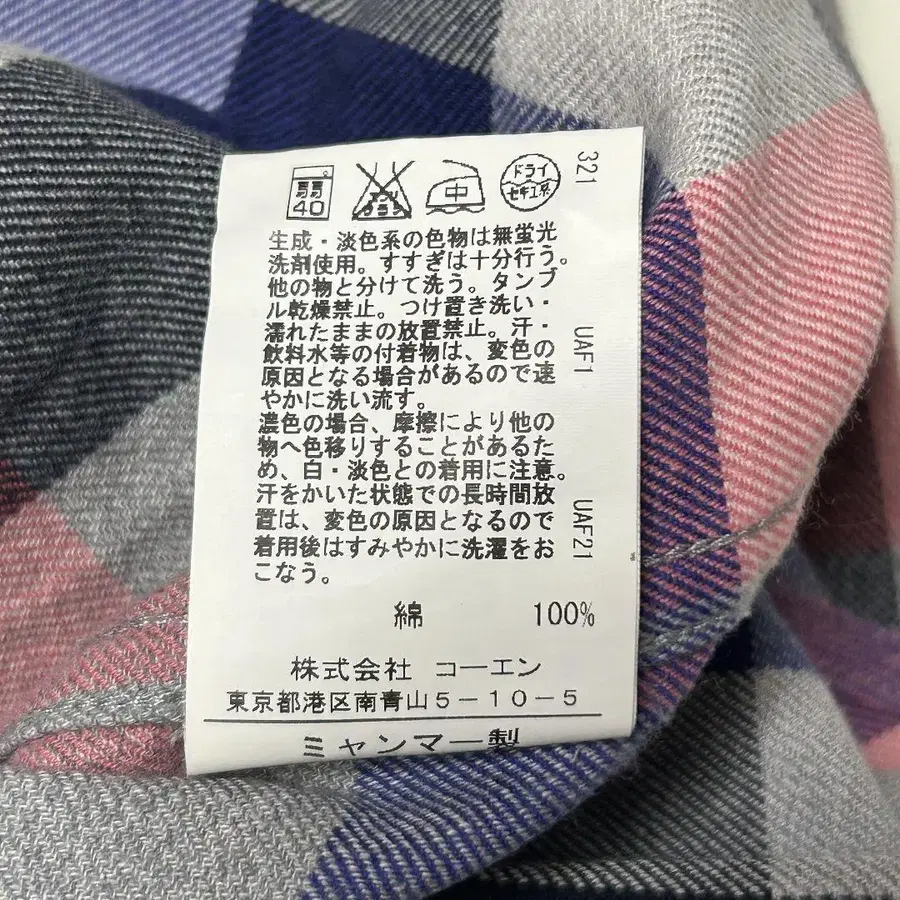 弱
40
エンソ
サラシ
中
ドライ
セキユ系
321
生成・淡色系の色物は無蛍光
洗剤使用。すすぎは十分行う。
他の物と分けて洗う。タンブ
ル乾燥禁止。つけ置き洗い・
濡れたままの放置禁止。汗・
飲料水等の付着物は、変色の
原因となる場合があるので速
やかに洗い流す。
濃色の場合、摩擦により他の
物へ色移りすることがあるた
め、白・淡色との着用に注意。
汗をかいた状態での長時間放
置は、変色の原因となるので
着用後はすみやかに洗濯をお
こなう。
UAF1
UAF21
綿 100%
株式会社 コーエン
東京都港区南青山5-10-5
ミャンマー製